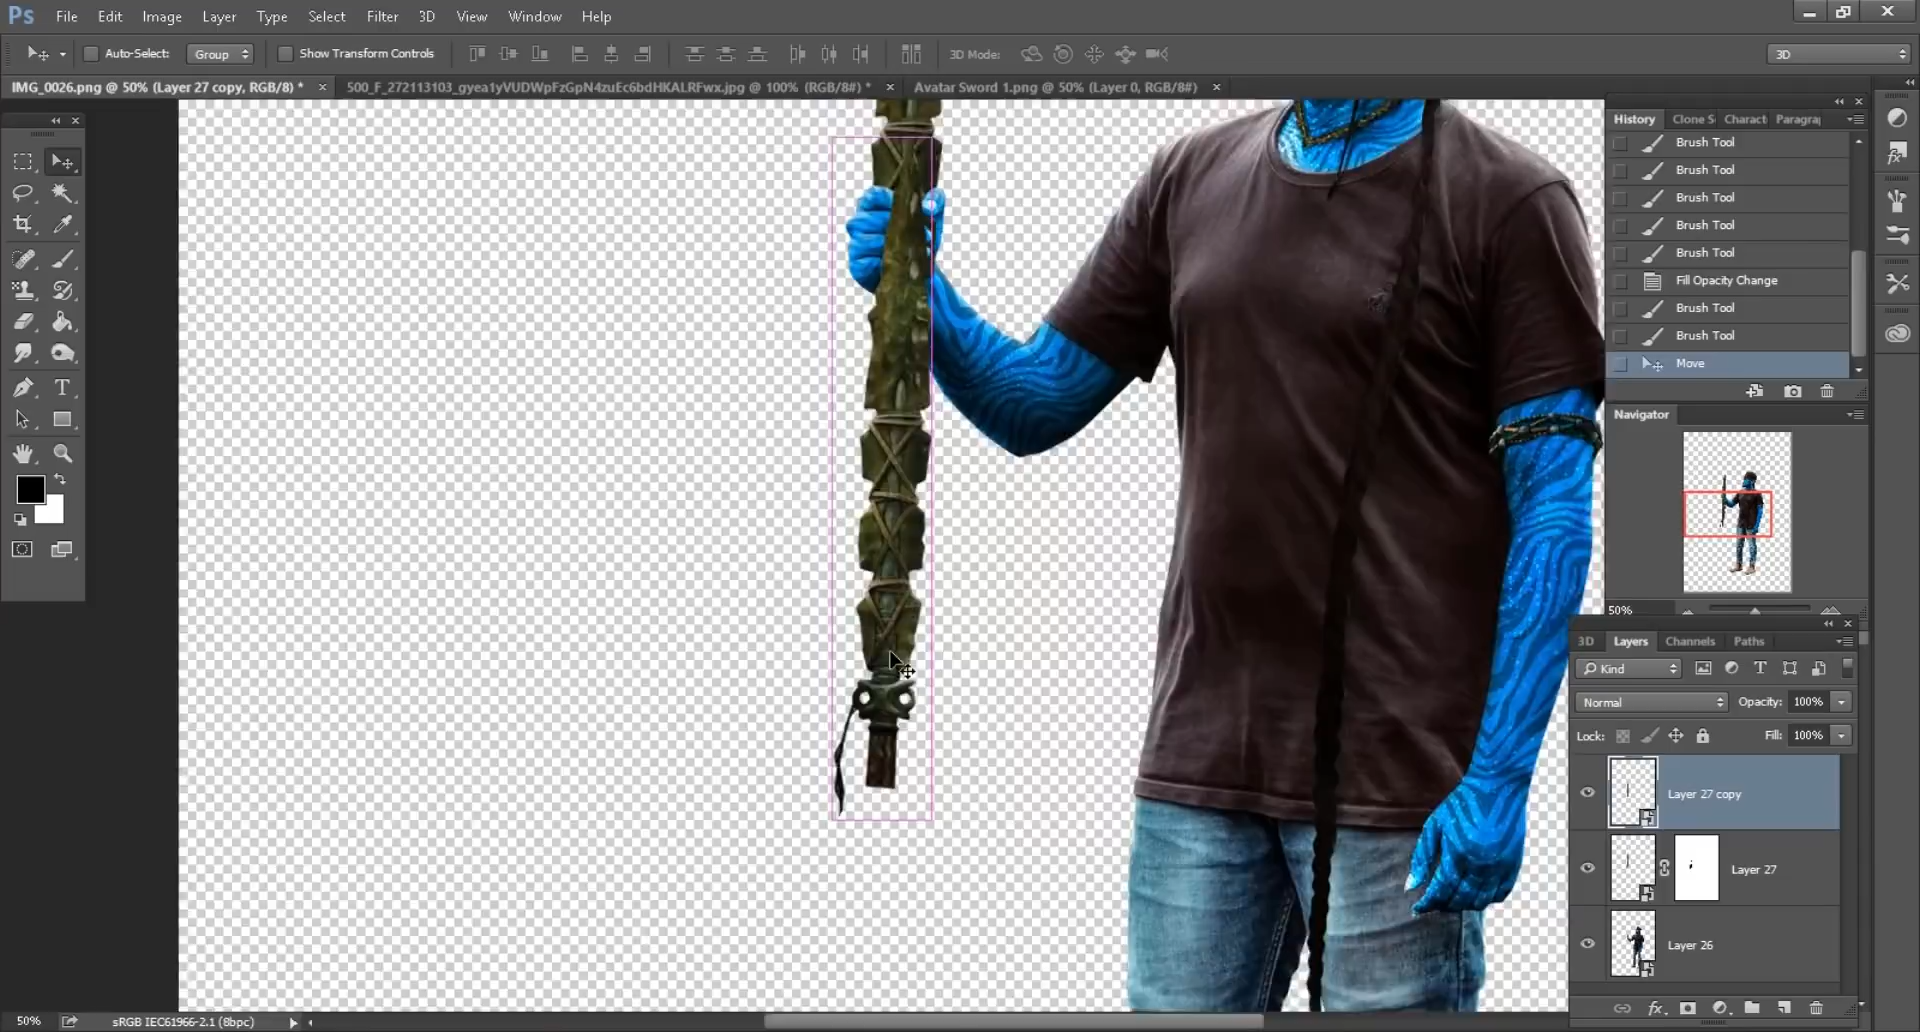 Ps File Edit Image Layer Type Select Filter 3D View Window Help
Auto-Select: Group Show Transform Controls 3D Mode: 3D
IMG_0026.png @ 50% (Layer 27 copy, RGB/8) * × 500_F_272113103_gyea1yVUDWpFzGpN4zuEc6bdHKALRFwx.jpg @ 100% (RGB/8#) * × Avatar Sword 1.png @ 50% (Layer 0, RGB/8#) ×
History Clone S Charact Paragra
Brush Tool
Brush Tool
Brush Tool
Brush Tool
Brush Tool
Fill Opacity Change
Brush Tool
Brush Tool
Move
Navigator
50%
3D Layers Channels Paths
Kind
Normal Opacity: 100%
Lock: Fill: 100%
Layer 27 copy
Layer 27
Layer 26
fx
50% sRGB IEC61966-2.1 (8bpc)